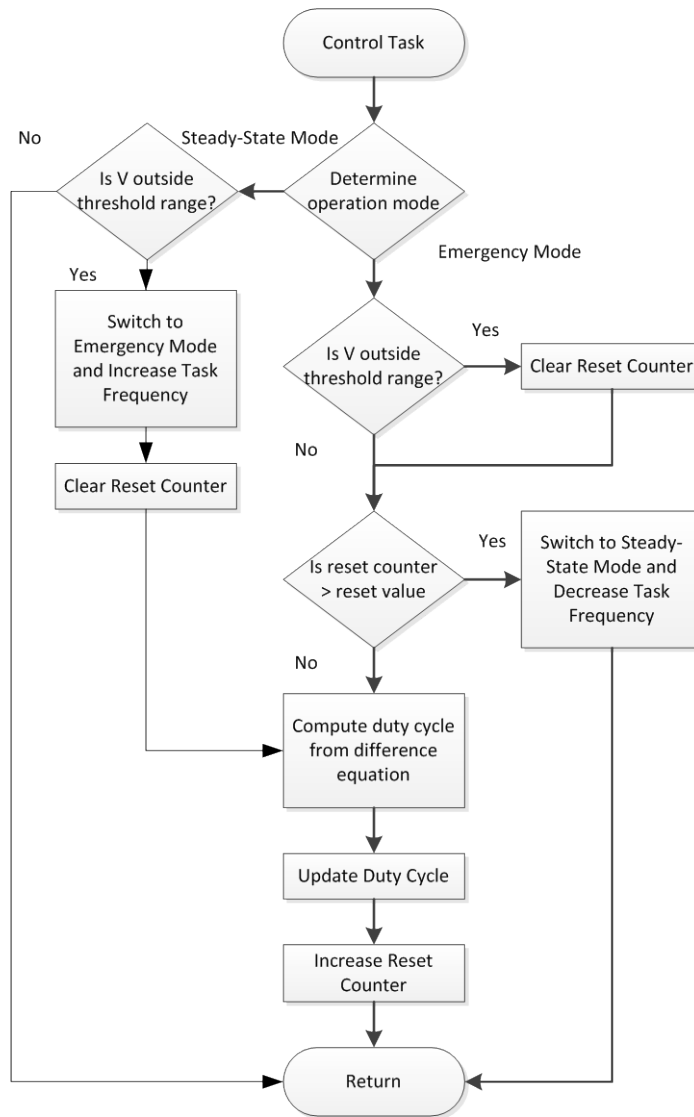 Control Task
No
Steady-State Mode
Is V outside
threshold range?
Determine
operation mode
Yes
Emergency Mode
Switch to
Emergency Mode
and Increase Task
Frequency
Is V outside
threshold range?
Yes
Clear Reset Counter
No
Clear Reset Counter
Is reset counter
> reset value
Yes
Switch to Steady-
State Mode and
Decrease Task
Frequency
No
Compute duty cycle
from difference
equation
Update Duty Cycle
Increase Reset
Counter
Return